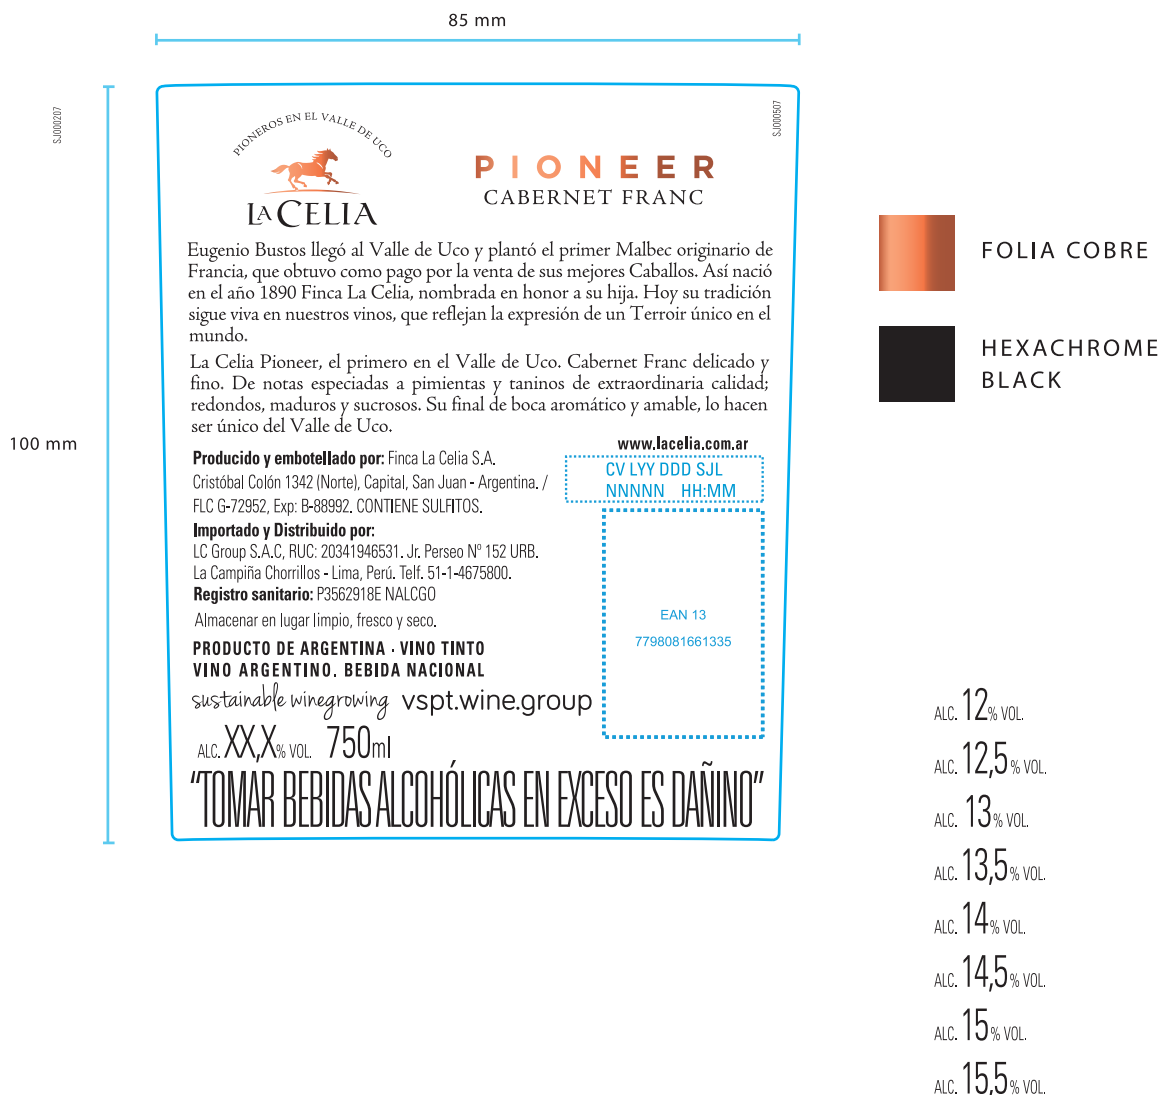 85 mm
SJ000207
SJ000507
PIONEROS EN EL VALLE DE UCO
LA CELIA
PIONEER
CABERNET FRANC
Eugenio Bustos llegó al Valle de Uco y plantó el primer Malbec originario de
Francia, que obtuvo como pago por la venta de sus mejores Caballos. Así nació
en el año 1890 Finca La Celia, nombrada en honor a su hija. Hoy su tradición
sigue viva en nuestros vinos, que reflejan la expresión de un Terroir único en el
mundo.
La Celia Pioneer, el primero en el Valle de Uco. Cabernet Franc delicado y
fino. De notas especiadas a pimientas y taninos de extraordinaria calidad;
redondos, maduros y sucrosos. Su final de boca aromático y amable, lo hacen
ser único del Valle de Uco.
100 mm
www.lacelia.com.ar
Producido y embotellado por: Finca La Celia S.A.
Cristóbal Colón 1342 (Norte), Capital, San Juan - Argentina. /
FLC G-72952, Exp: B-88992. CONTIENE SULFITOS.
CV LYY DDD SJL
NNNNN HH:MM
Importado y Distribuido por:
LC Group S.A.C, RUC: 20341946531. Jr. Perseo Nº 152 URB.
La Campiña Chorrillos - Lima, Perú. Telf. 51-1-4675800.
Registro sanitario: P3562918E NALCGO
Almacenar en lugar limpio, fresco y seco.
EAN 13
7798081661335
PRODUCTO DE ARGENTINA · VINO TINTO
VINO ARGENTINO. BEBIDA NACIONAL
sustainable winegrowing vspt.wine.group
ALC. XX,X% VOL. 750ml
“TOMAR BEBIDAS ALCOHÓLICAS EN EXCESO ES DAÑINO”
FOLIA COBRE
HEXACHROME
BLACK
ALC. 12% VOL.
ALC. 12,5% VOL.
ALC. 13% VOL.
ALC. 13,5% VOL.
ALC. 14% VOL.
ALC. 14,5% VOL.
ALC. 15% VOL.
ALC. 15,5% VOL.